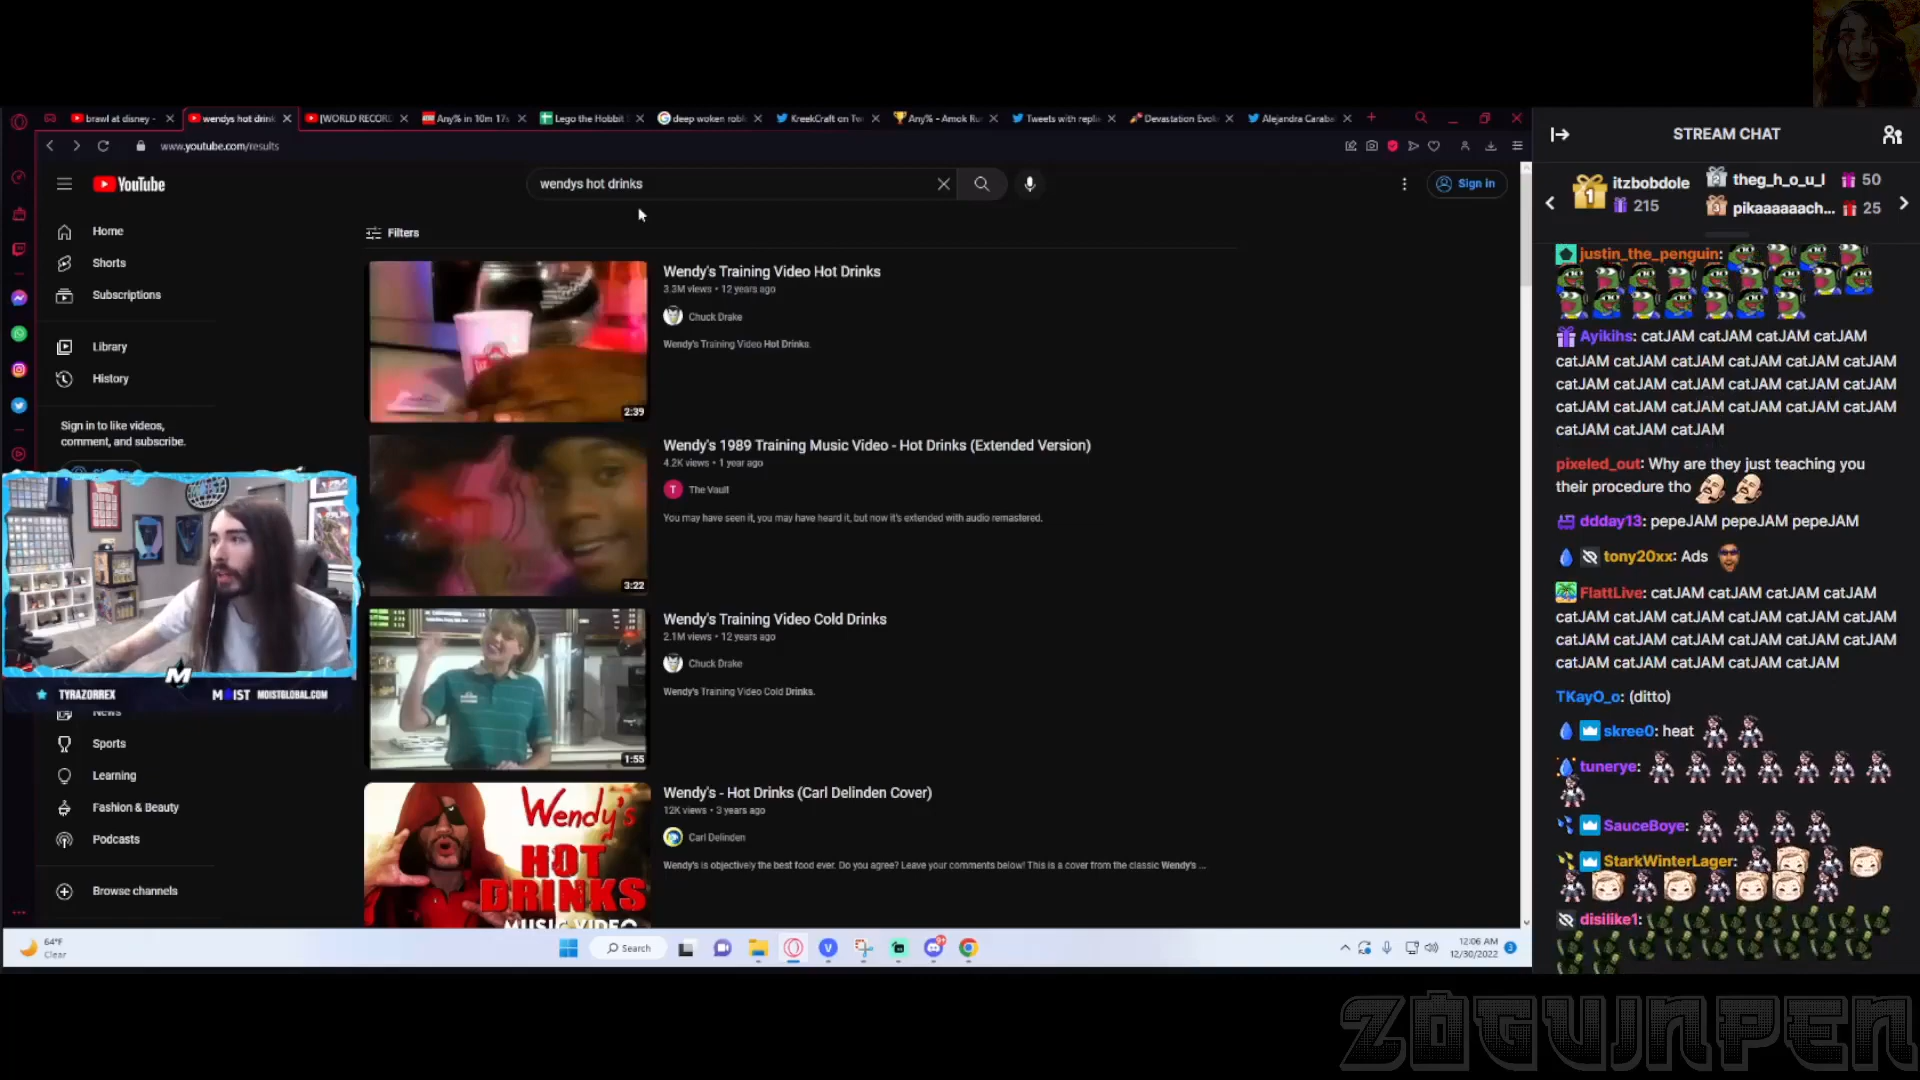 brawl at disney -
wendys hot drink
[WORLD RECORD
Any% in 10m 17s
Lego the Hobbit
deep woken robl
KreekCraft on Tw
Any% - Amok Ru
Tweets with repli
Devastation Evok
Alejandra Caraba
www.youtube.com/results
YouTube
wendys hot drinks
Sign in
Home
Shorts
Subscriptions
Library
History
Sign in to like videos,
comment, and subscribe.
News
Sports
Learning
Fashion & Beauty
Podcasts
Browse channels
Filters
Wendy's Training Video Hot Drinks
3.3M views • 12 years ago
Chuck Drake
Wendy's Training Video Hot Drinks.
2:39
Wendy's 1989 Training Music Video - Hot Drinks (Extended Version)
4.2K views • 1 year ago
T The Vault
You may have seen it, you may have heard it, but now it's extended with audio remastered.
3:22
Wendy's Training Video Cold Drinks
2.1M views • 12 years ago
Chuck Drake
Wendy's Training Video Cold Drinks.
1:55
Wendy's - Hot Drinks (Carl Delinden Cover)
12K views • 3 years ago
Carl Delinden
Wendy's is objectively the best food ever. Do you agree? Leave your comments below! This is a cover from the classic Wendy's ...
Wendy's
HOT
DRINKS
MUSIC VIDEO
M
TYRAZORREX
MOIST MOISTGLOBAL.COM
64°F
Clear
Search
12:06 AM
12/30/2022
3
STREAM CHAT
1 itzbobdole
215
2 theg_h_o_u_l 50
3 pikaaaaaach... 25
justin_the_penguin:
Ayikihs: catJAM catJAM catJAM catJAM
catJAM catJAM catJAM catJAM catJAM catJAM
catJAM catJAM catJAM catJAM catJAM catJAM
catJAM catJAM catJAM catJAM catJAM catJAM
catJAM catJAM catJAM
pixeled_out: Why are they just teaching you
their procedure tho
ddday13: pepeJAM pepeJAM pepeJAM
tony20xx: Ads
FlattLive: catJAM catJAM catJAM catJAM
catJAM catJAM catJAM catJAM catJAM catJAM
catJAM catJAM catJAM catJAM catJAM catJAM
catJAM catJAM catJAM catJAM catJAM
TKayO_o: (ditto)
skree0: heat
tunerye:
SauceBoye:
StarkWinterLager:
disilike1:
ZOGUJNPEN